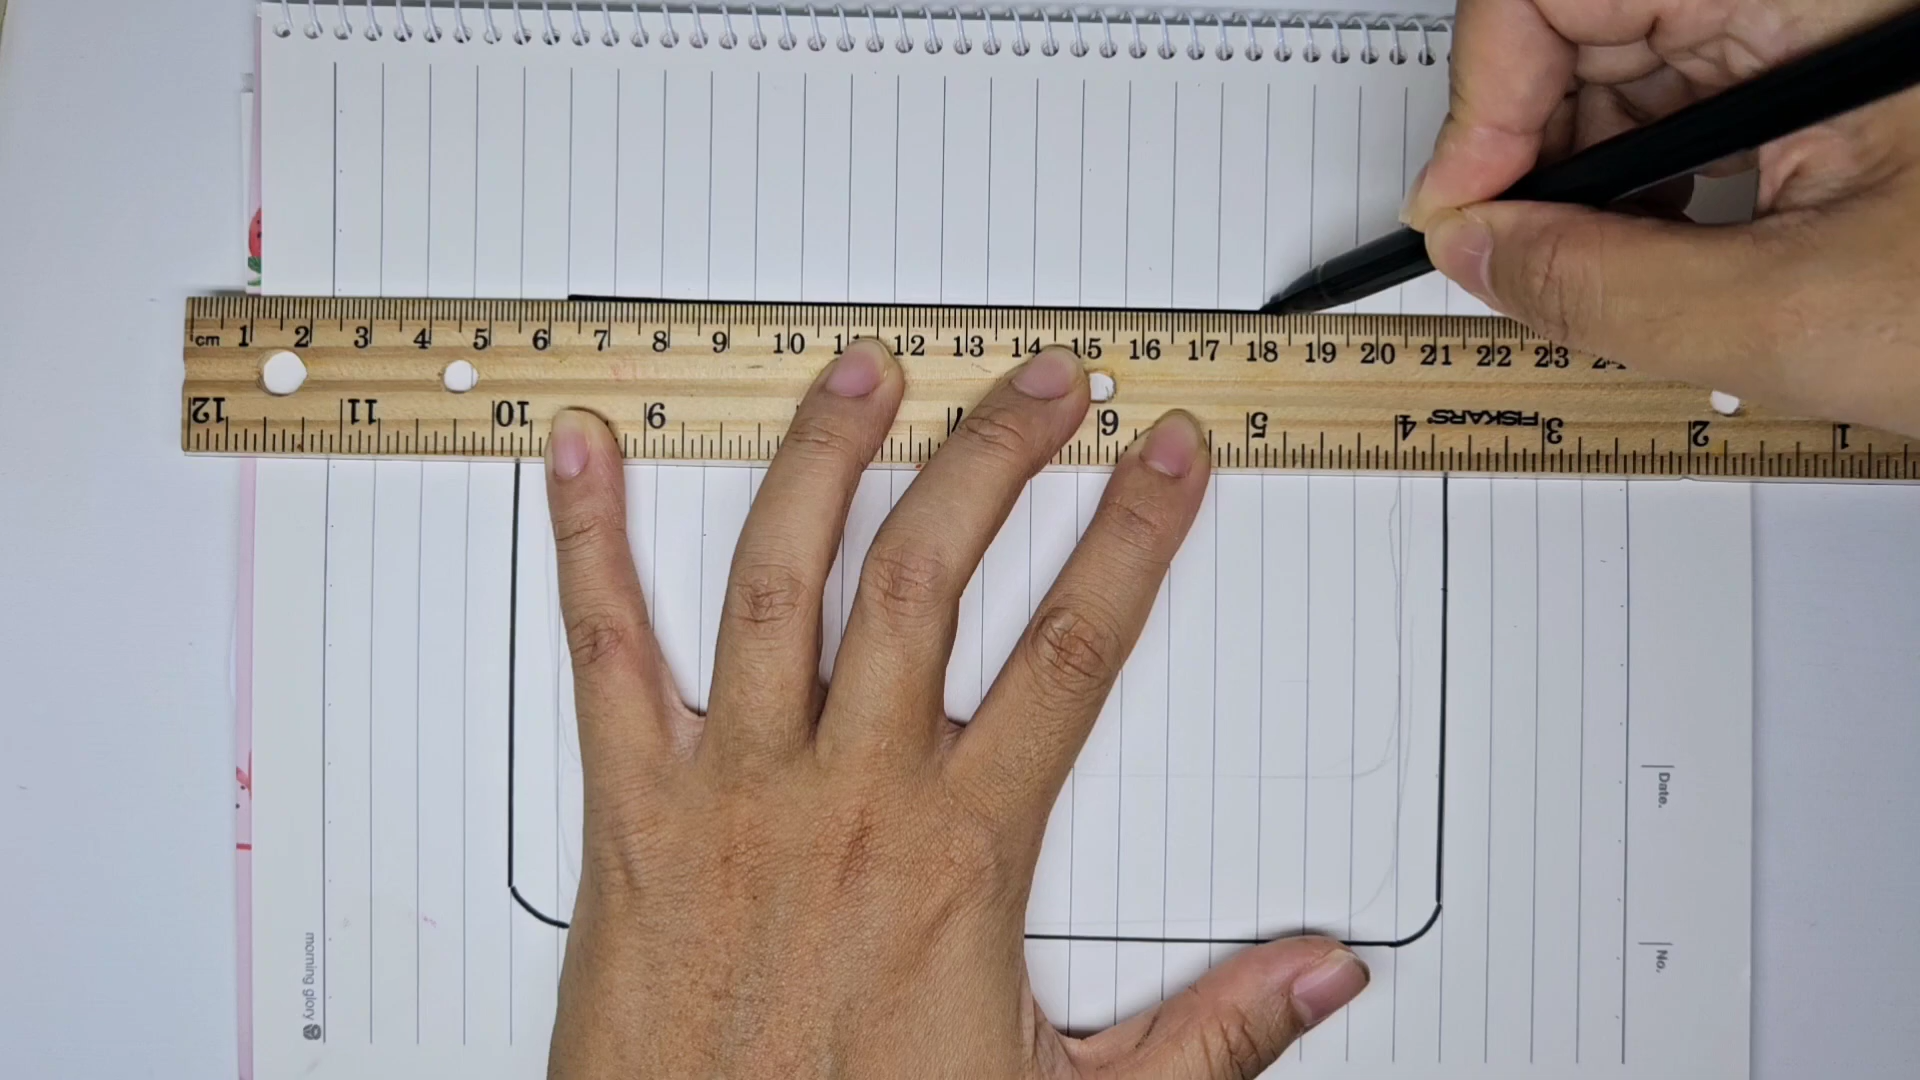 cm 1 2 3 4 5 6 7 8 9 10 12 13 14 15 16 17 18 19 20 21 22 23
12 11 10 9 6 5 4 FISKARS® 3 2 1
Date.
No.
morning glory